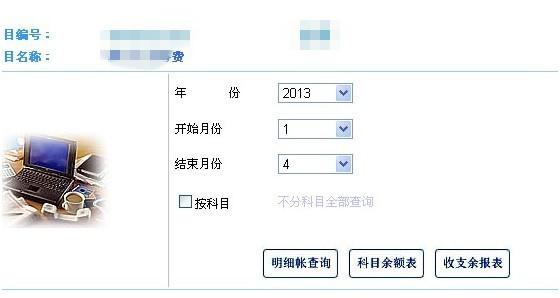 目编号：
目名称： 费
年 份 2013
开始月份 1
结束月份 4
按科目 不分科目全部查询
明细帐查询 科目余额表 收支余报表